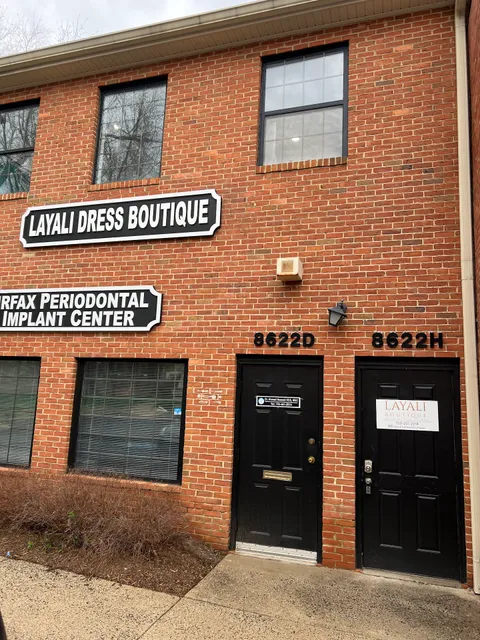 LAYALI DRESS BOUTIQUE
RFAX PERIODONTAL
IMPLANT CENTER
8622D
8622H
LAYALI
BOUTIQUE